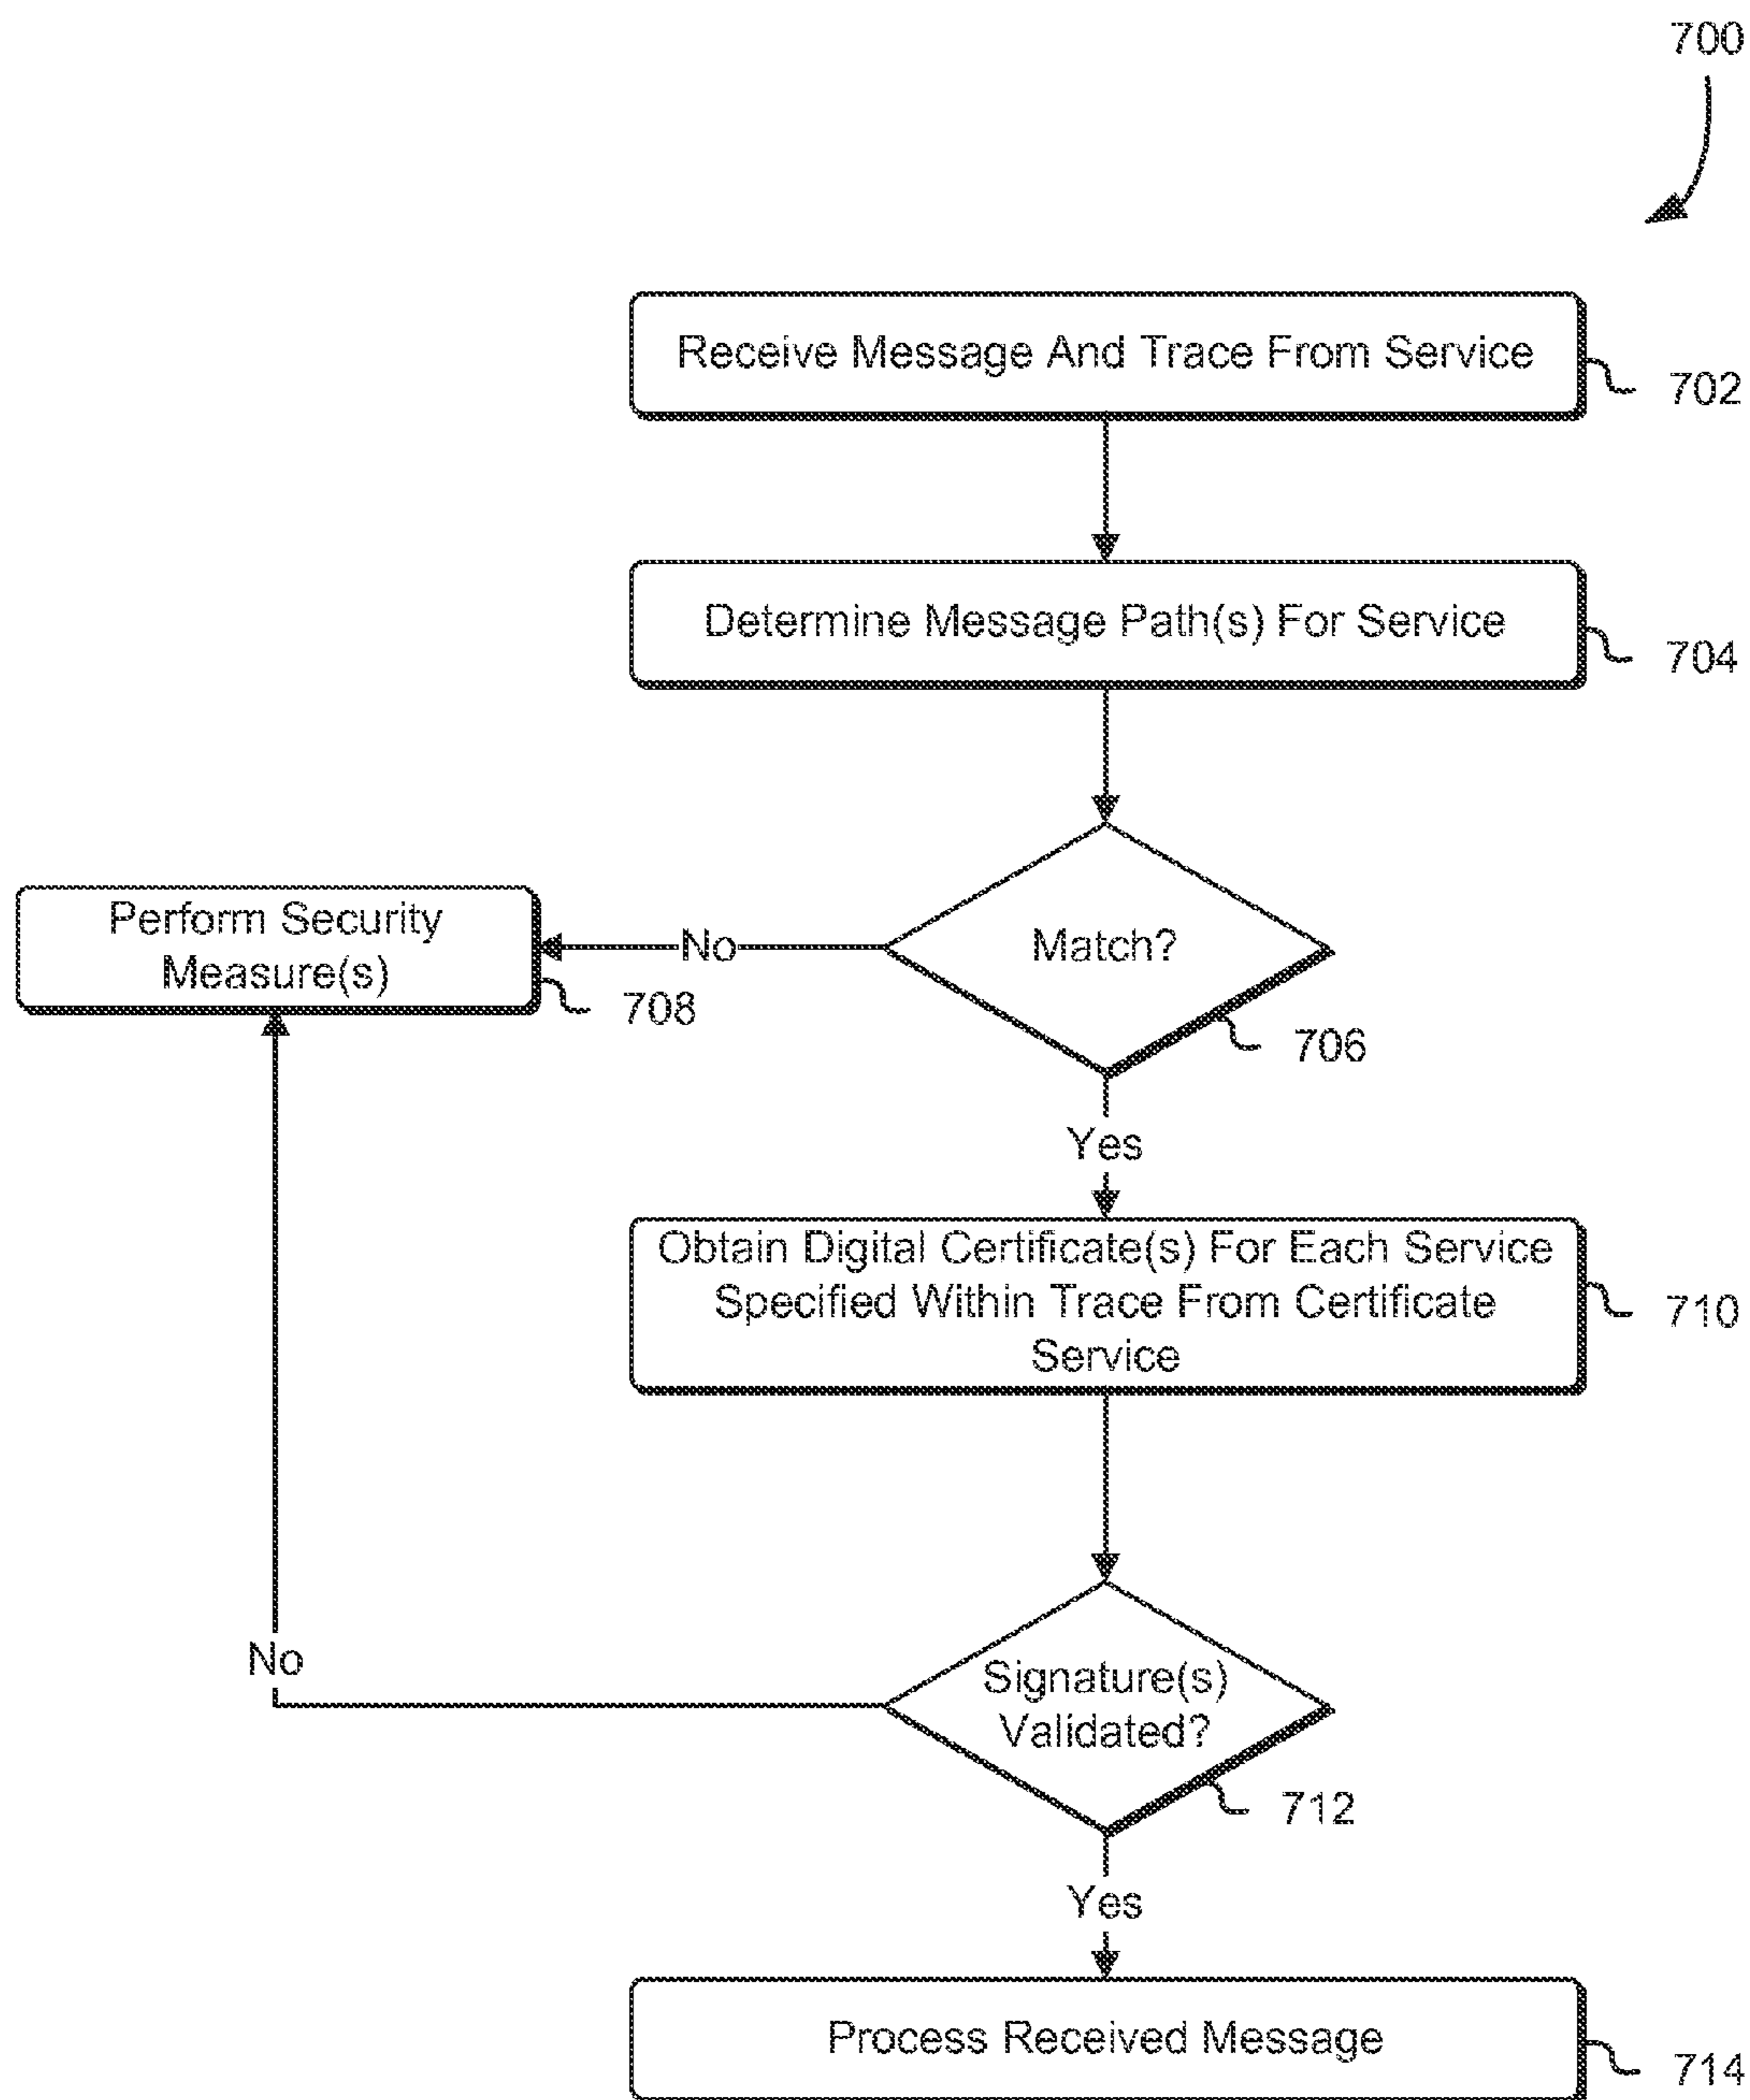 700
Receive Message And Trace From Service
702
Determine Message Path(s) For Service
704
Match?
706
No
Perform Security
Measure(s)
708
Yes
Obtain Digital Certificate(s) For Each Service
Specified Within Trace From Certificate
Service
710
Signature(s)
Validated?
712
No
Yes
Process Received Message
714